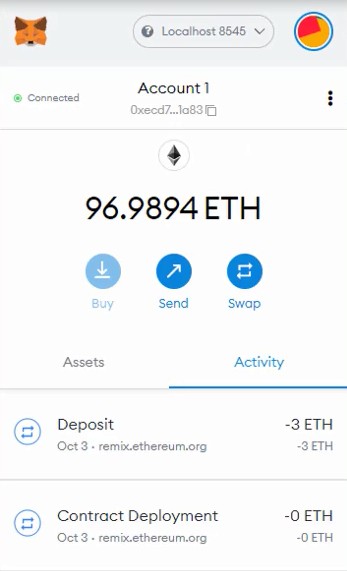 Localhost 8545
Connected
Account 1
0xecd7...1a83
96.9894 ETH
Buy
Send
Swap
Assets
Activity
Deposit
-3 ETH
Oct 3 · remix.ethereum.org
-3 ETH
Contract Deployment
-0 ETH
Oct 3 · remix.ethereum.org
-0 ETH